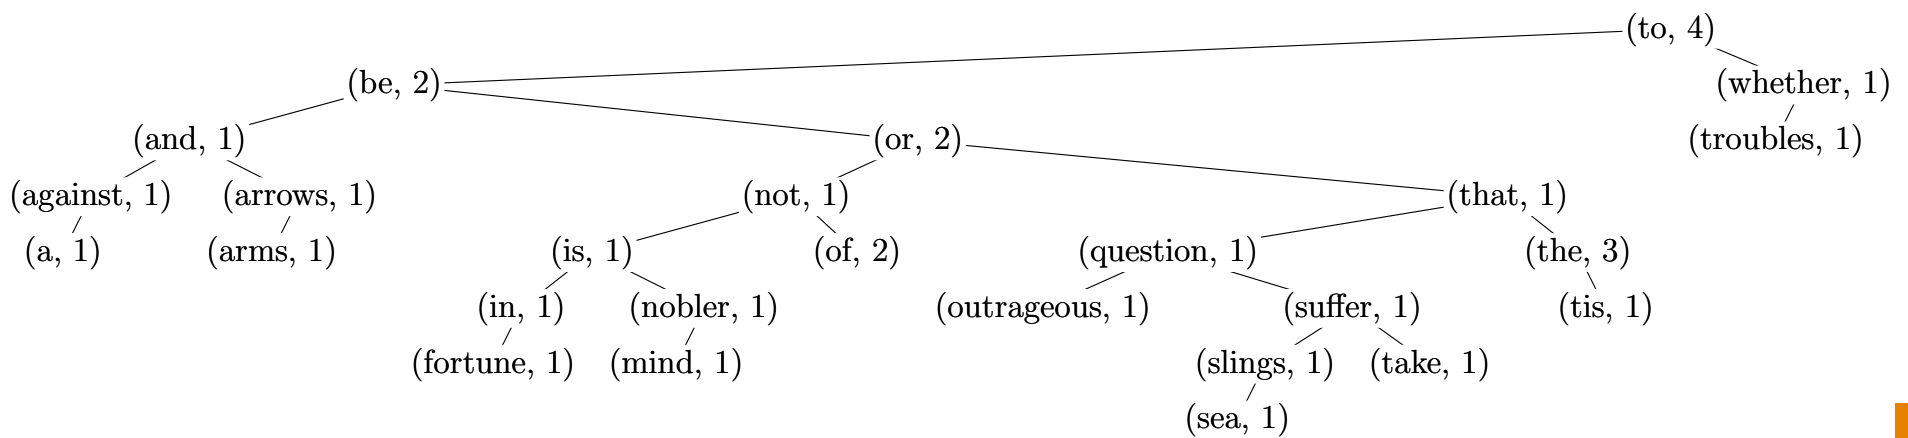 (to, 4)
(be, 2) (whether, 1)
(and, 1) (or, 2) (troubles, 1)
(against, 1) (arrows, 1) (not, 1) (that, 1)
(a, 1) (arms, 1) (is, 1) (of, 2) (question, 1) (the, 3)
(in, 1) (nobler, 1) (outrageous, 1) (suffer, 1) (tis, 1)
(fortune, 1) (mind, 1) (slings, 1) (take, 1)
(sea, 1)